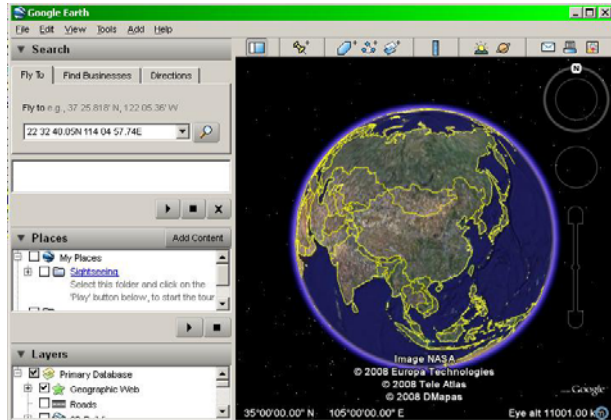 Google Earth
File Edit View Tools Add Help
Search
Fly To Find Businesses Directions
Fly to e.g., 37 25.818' N, 122 05.36' W
22 32 40.05N 114 04 57.74E
Places Add Content
My Places
Sightseeing
Select this folder and click on the
'Play' button below, to start the tour
Layers
Primary Database
Geographic Web
Roads
N
Image NASA
© 2008 Europa Technologies
© 2008 Tele Atlas
© 2008 DMapas
Google
35°00'00.00" N 105°00'00.00" E Eye alt 11001.00 km